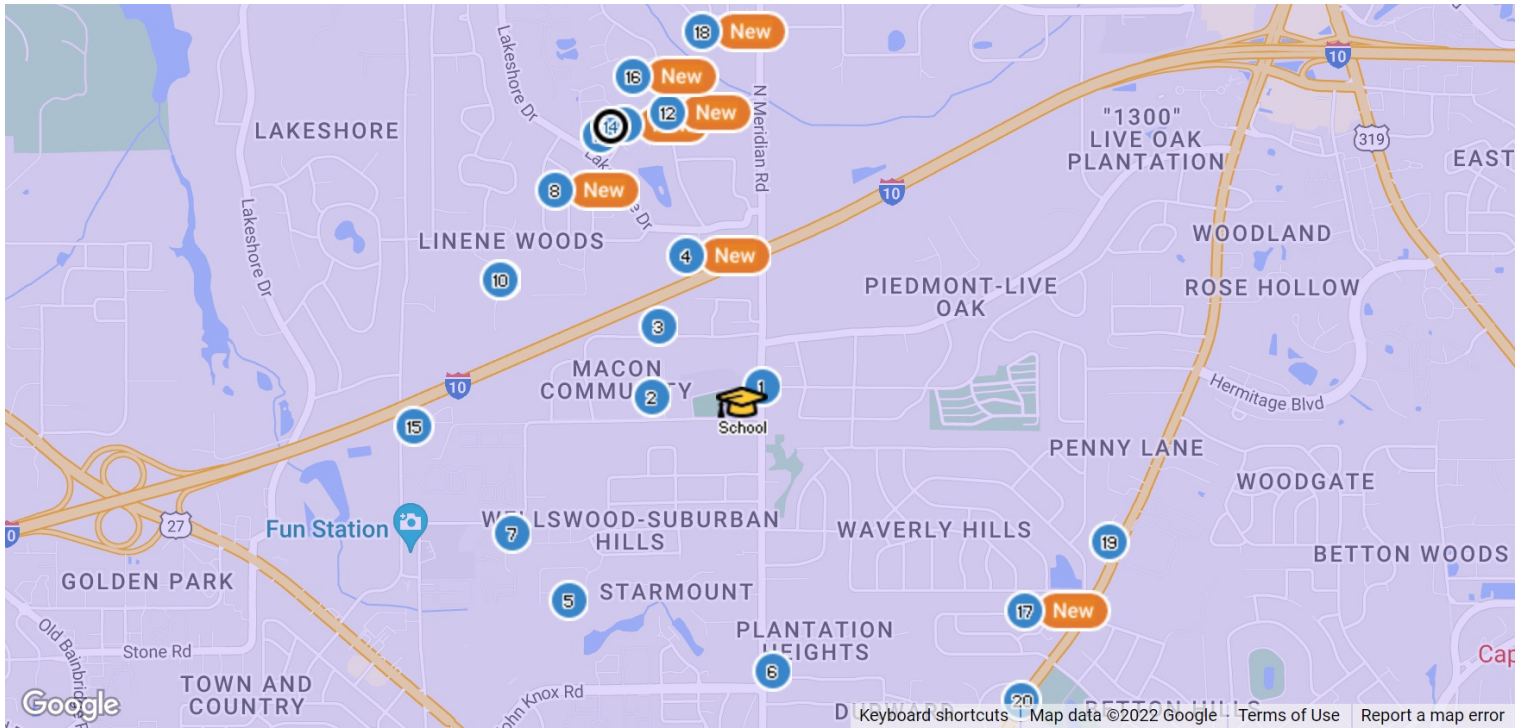 18 New
Lakeshore Dr
16 New
10
12 New
N Meridian Rd
"1300"
LIVE OAK
PLANTATION
319
LAKESHORE
14
EAST
10
8 New
Lakeshore Dr
LINENE WOODS
WOODLAND
4 New
10
PIEDMONT-LIVE
OAK
ROSE HOLLOW
3
MACON
COMMUNITY
10
2
1
School
Hermitage Blvd
15
PENNY LANE
WOODGATE
27
Fun Station
7
WELLSWOOD-SUBURBAN
HILLS
WAVERLY HILLS
19
BETTON WOODS
GOLDEN PARK
5
STARMOUNT
17 New
Old Bainbridge
PLANTATION
HEIGHTS
Stone Rd
6
Cap
TOWN AND
COUNTRY
John Knox Rd
20
BETTON HILLS
Google
Keyboard shortcuts
Map data ©2022 Google
Terms of Use
Report a map error